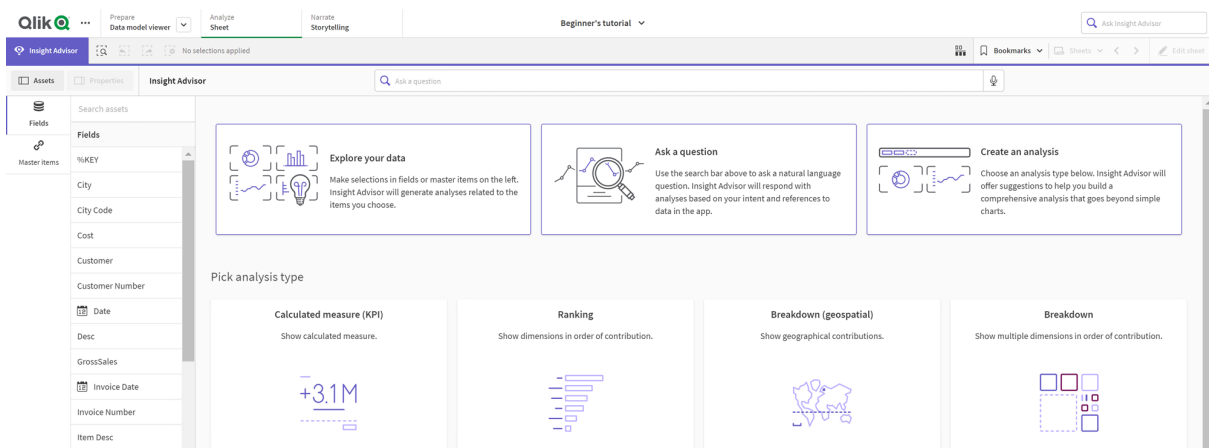 Qlik
Prepare
Data model viewer
Analyze
Sheet
Narrate
Storytelling
Beginner's tutorial
Ask Insight Advisor
Insight Advisor
No selections applied
Bookmarks
Sheets
Edit sheet
Assets
Properties
Insight Advisor
Ask a question
Fields
Master items
Search assets
Fields
%KEY
City
City Code
Cost
Customer
Customer Number
Date
Desc
GrossSales
Invoice Date
Invoice Number
Item Desc
Explore your data
Make selections in fields or master items on the left.
Insight Advisor will generate analyses related to the
items you choose.
Ask a question
Use the search bar above to ask a natural language
question. Insight Advisor will respond with
analyses based on your intent and references to
data in the app.
Create an analysis
Choose an analysis type below. Insight Advisor will
offer suggestions to help you build a
comprehensive analysis that goes beyond simple
charts.
Pick analysis type
Calculated measure (KPI)
Show calculated measure.
+3.1M
Ranking
Show dimensions in order of contribution.
Breakdown (geospatial)
Show geographical contributions.
Breakdown
Show multiple dimensions in order of contribution.